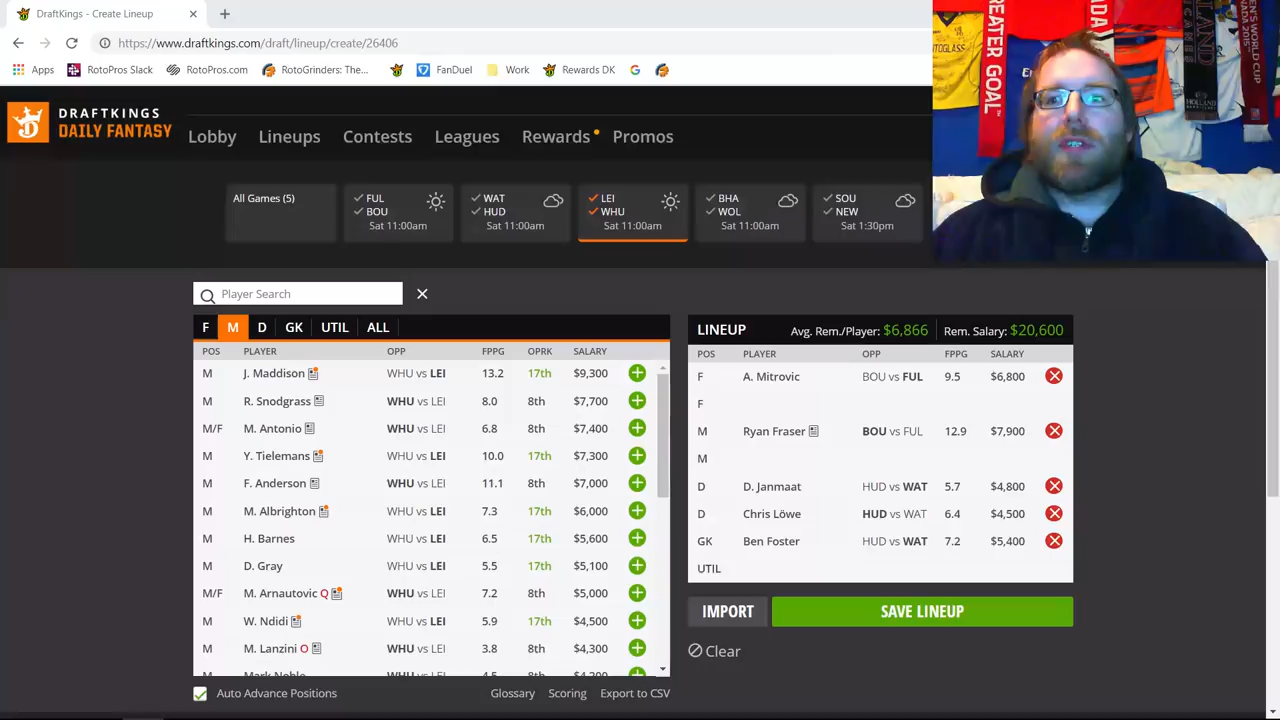 DraftKings - Create Lineup
https://www.draftkings.com/draft/lineup/create/26406
Apps RotoPros Slack RotoPros.com RotoGrinders: The... FanDuel Work Rewards DK
DRAFTKINGS
DAILY FANTASY
Lobby Leagues Lineups Contests Rewards Promos
All Games (5)
FUL
BOU
Sat 11:00am
WAT
HUD
Sat 11:00am
LEI
WHU
Sat 11:00am
BHA
WOL
Sat 11:00am
SOU
NEW
Sat 1:30pm
GREATER GOAL
Player Search
F M D GK UTIL ALL
POS PLAYER OPP FPPG OPRK SALARY
M J. Maddison WHU vs LEI 13.2 17th $9,300
M R. Snodgrass WHU vs LEI 8.0 8th $7,700
M/F M. Antonio WHU vs LEI 6.8 8th $7,400
M Y. Tielemans WHU vs LEI 10.0 17th $7,300
M F. Anderson WHU vs LEI 11.1 8th $7,000
M M. Albrighton WHU vs LEI 7.3 17th $6,000
M H. Barnes WHU vs LEI 6.5 17th $5,600
M D. Gray WHU vs LEI 5.5 17th $5,100
M/F M. Arnautovic Q WHU vs LEI 7.2 8th $5,000
M W. Ndidi WHU vs LEI 5.9 17th $4,500
M M. Lanzini O WHU vs LEI 3.8 8th $4,300
Auto Advance Positions Glossary Scoring Export to CSV
LINEUP Avg. Rem./Player: $6,866 Rem. Salary: $20,600
POS PLAYER OPP FPPG SALARY
F A. Mitrovic BOU vs FUL 9.5 $6,800
F
M Ryan Fraser BOU vs FUL 12.9 $7,900
M
D D. Janmaat HUD vs WAT 5.7 $4,800
D Chris Löwe HUD vs WAT 6.4 $4,500
GK Ben Foster HUD vs WAT 7.2 $5,400
UTIL
IMPORT SAVE LINEUP
Clear